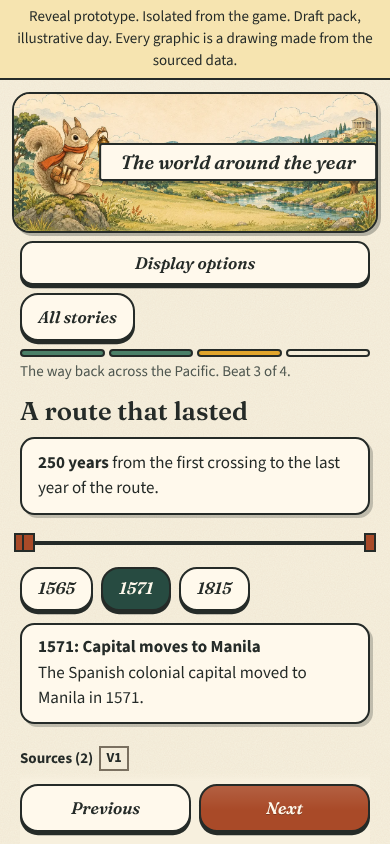 Reveal prototype. Isolated from the game. Draft pack,
illustrative day. Every graphic is a drawing made from the
sourced data.
The world around the year
Display options
All stories
The way back across the Pacific. Beat 3 of 4.
A route that lasted
250 years from the first crossing to the last
year of the route.
1565 1571 1815
1571: Capital moves to Manila
The Spanish colonial capital moved to
Manila in 1571.
Sources (2) V1
Previous Next